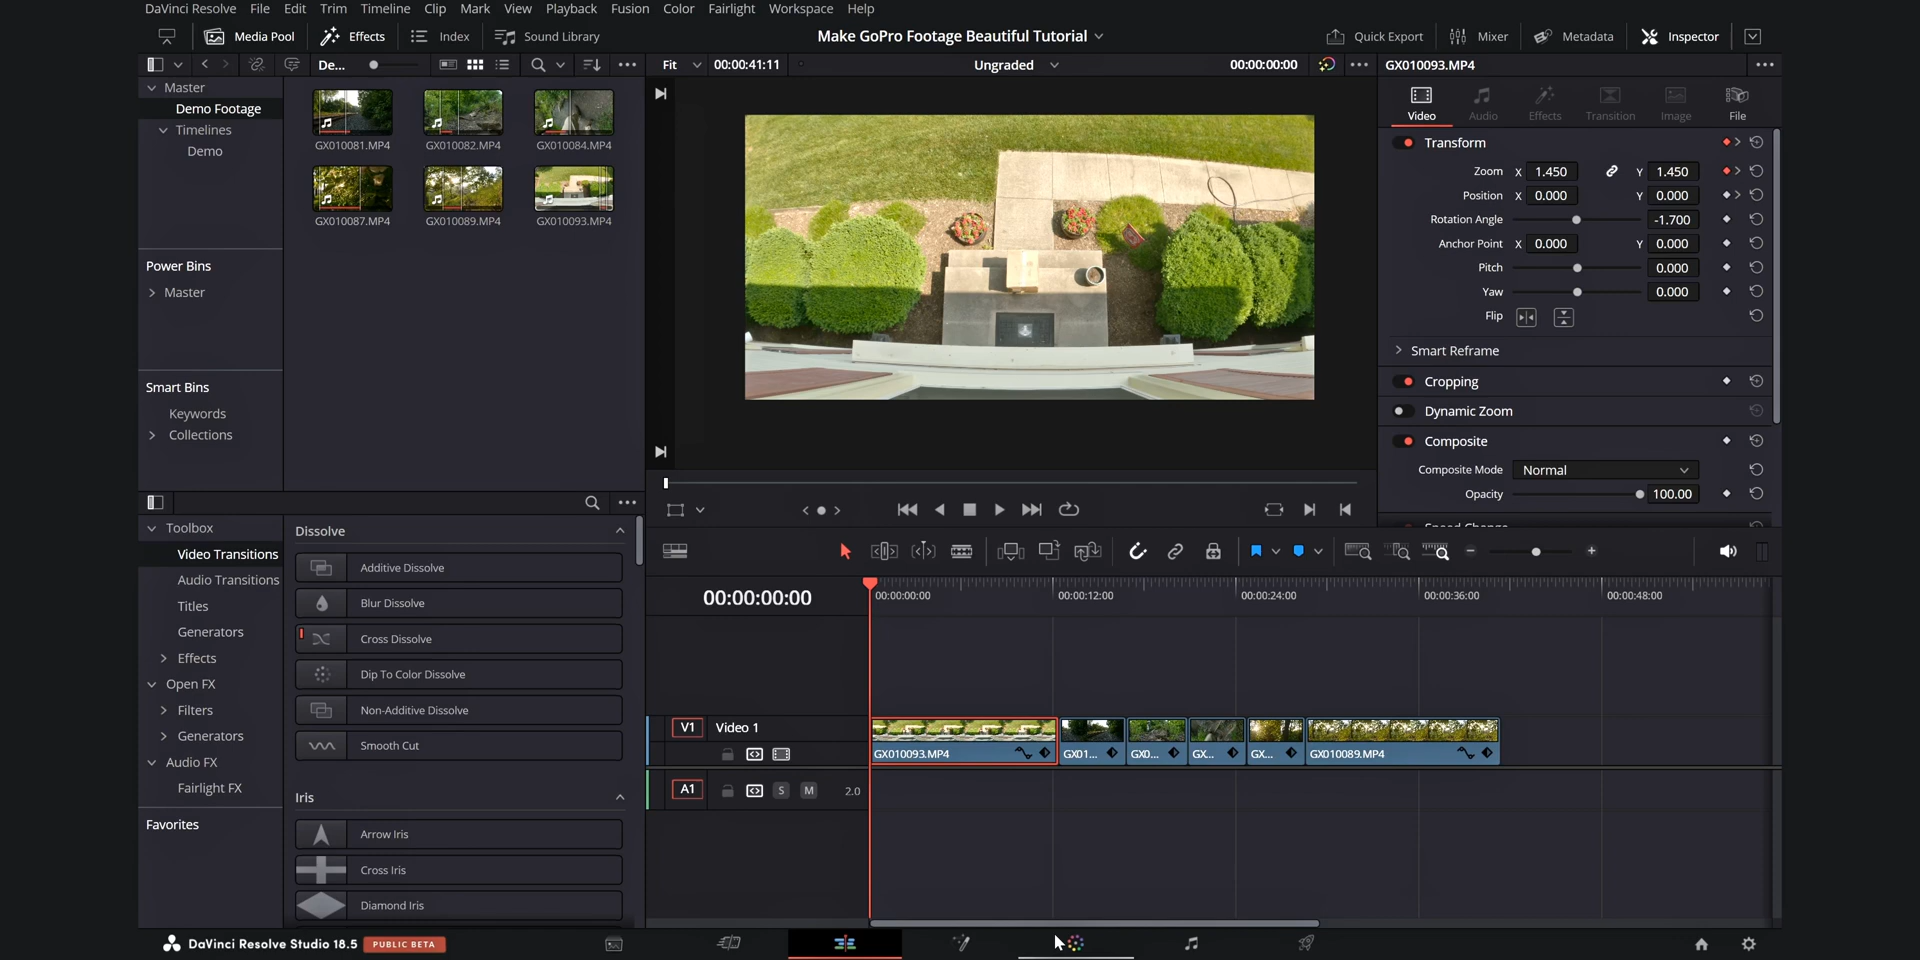 DaVinci Resolve File Edit Trim Timeline Clip Mark View Playback Fusion Color Fairlight Workspace Help
Media Pool Effects Index Sound Library Make GoPro Footage Beautiful Tutorial Quick Export Mixer Metadata Inspector
De... Fit 00:00:41:11 Ungraded 00:00:00:00 GX010093.MP4
Master
Demo Footage
Timelines
Demo
GX010081.MP4 GX010082.MP4 GX010084.MP4
GX010087.MP4 GX010089.MP4 GX010093.MP4
Power Bins
Master
Smart Bins
Keywords
Collections
Video Audio Effects Transition Image File
Transform
Zoom X 1.450 Y 1.450
Position X 0.000 Y 0.000
Rotation Angle -1.700
Anchor Point X 0.000 Y 0.000
Pitch 0.000
Yaw 0.000
Flip
Smart Reframe
Cropping
Dynamic Zoom
Composite
Composite Mode Normal
Opacity 100.00
Speed Change
Toolbox
Video Transitions
Audio Transitions
Titles
Generators
Effects
Open FX
Filters
Generators
Audio FX
Fairlight FX
Favorites
Dissolve
Additive Dissolve
Blur Dissolve
Cross Dissolve
Dip To Color Dissolve
Non-Additive Dissolve
Smooth Cut
Iris
Arrow Iris
Cross Iris
Diamond Iris
00:00:00:00
00:00:00:00 00:00:12:00 00:00:24:00 00:00:36:00 00:00:48:00
V1 Video 1
GX010093.MP4 GX01... GX0... GX... GX... GX010089.MP4
A1 S M 2.0
DaVinci Resolve Studio 18.5 PUBLIC BETA